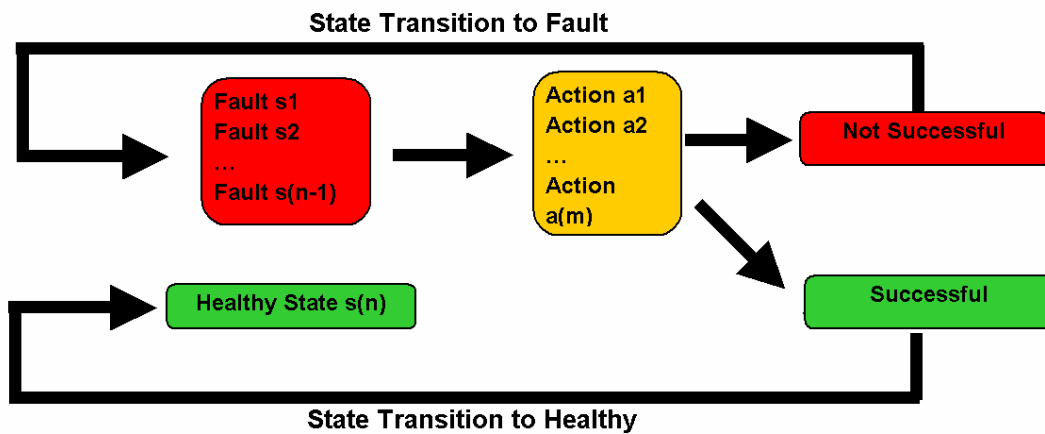 State Transition to Fault
Fault s1
Fault s2
...
Fault s(n-1)
Action a1
Action a2
...
Action
a(m)
Not Successful
Healthy State s(n)
Successful
State Transition to Healthy